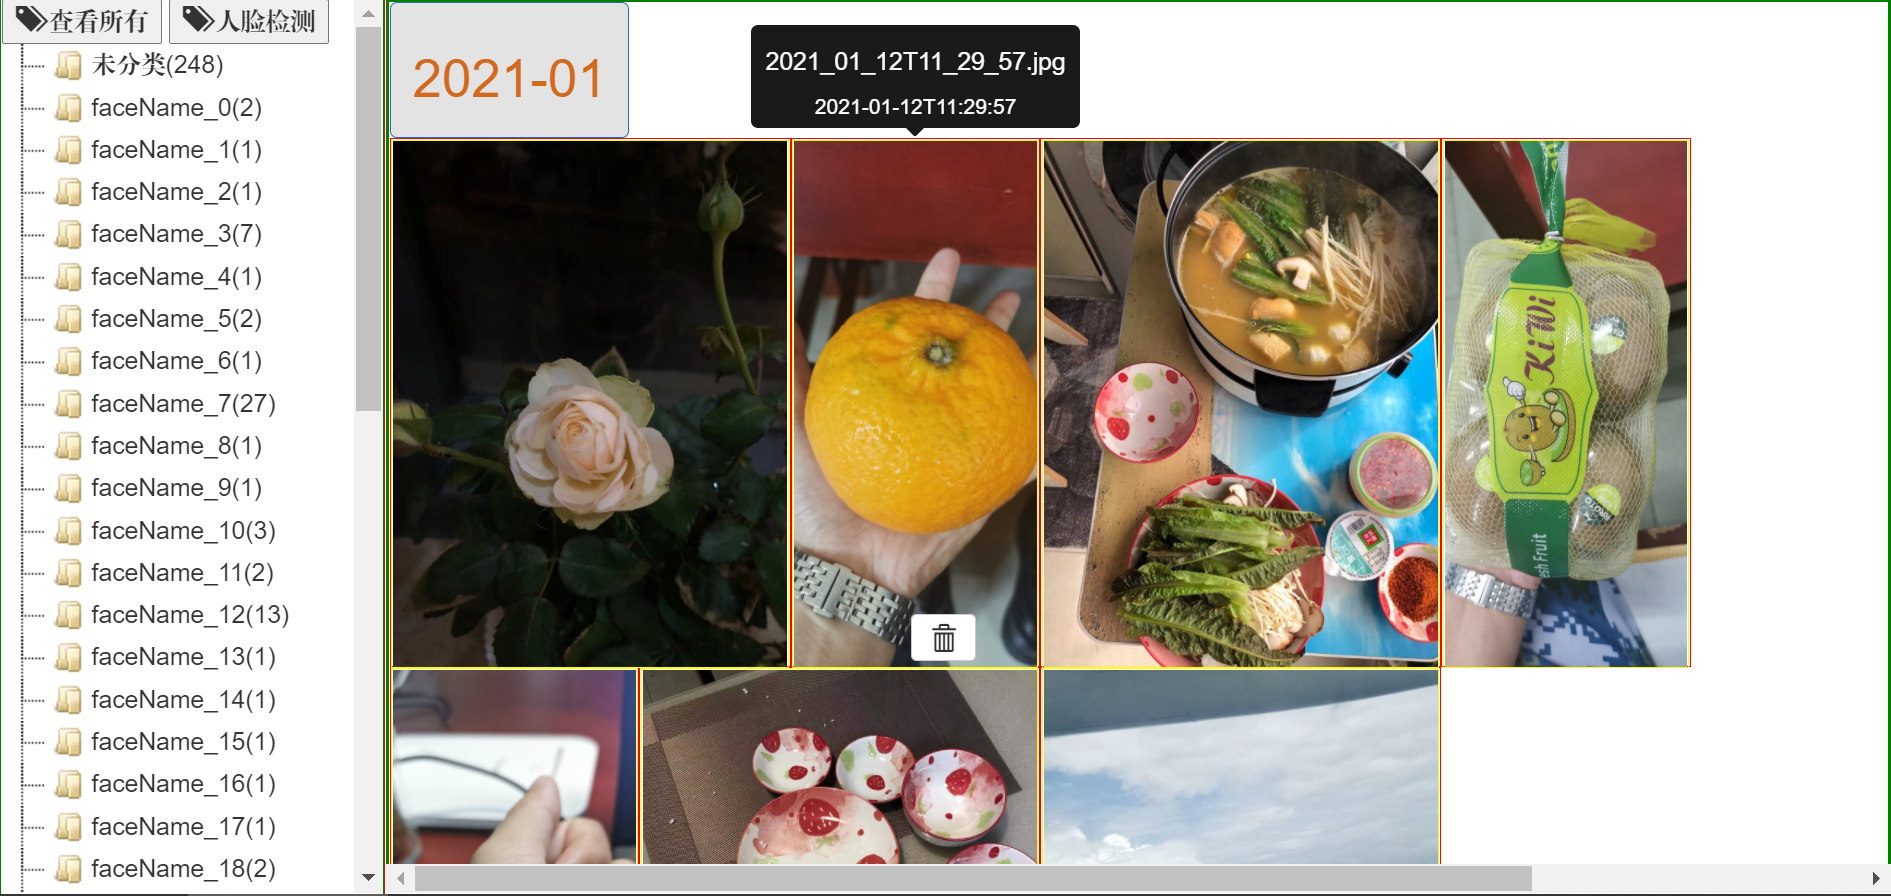 查看所有 人脸检测
未分类(248)
faceName_0(2)
faceName_1(1)
faceName_2(1)
faceName_3(7)
faceName_4(1)
faceName_5(2)
faceName_6(1)
faceName_7(27)
faceName_8(1)
faceName_9(1)
faceName_10(3)
faceName_11(2)
faceName_12(13)
faceName_13(1)
faceName_14(1)
faceName_15(1)
faceName_16(1)
faceName_17(1)
faceName_18(2)
2021-01
2021_01_12T11_29_57.jpg
2021-01-12T11:29:57
KiWi
esh Fruit